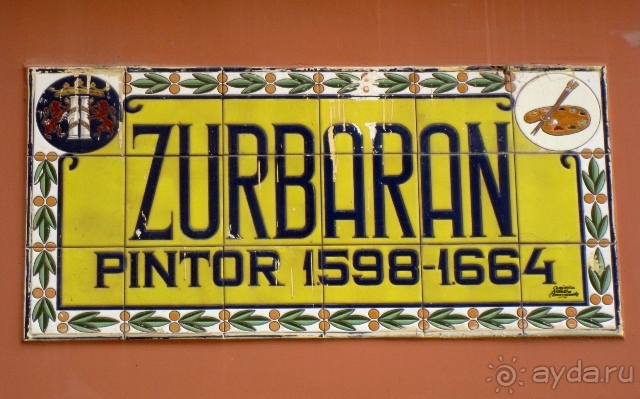 ZURBARAN
PINTOR 1598-1664
ayda.ru